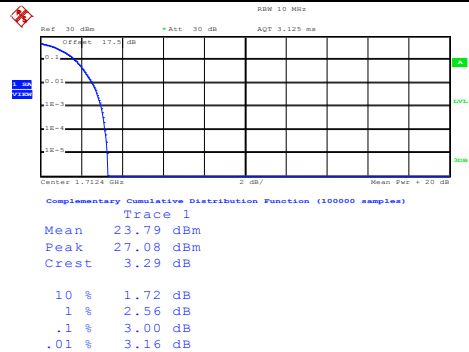 RBW 10 MHz
Ref 30 dBm * Att 30 dB AQT 3.125 ms
Offset 17.5 dB
0.1
0.01
1E-3
1E-4
1E-5
1 SA
VIEW
A
LVL
3DB
Center 1.7124 GHz 2 dB/ Mean Pwr + 20 dB
Complementary Cumulative Distribution Function (100000 samples)
Trace 1
Mean 23.79 dBm
Peak 27.08 dBm
Crest 3.29 dB
10 % 1.72 dB
1 % 2.56 dB
.1 % 3.00 dB
.01 % 3.16 dB